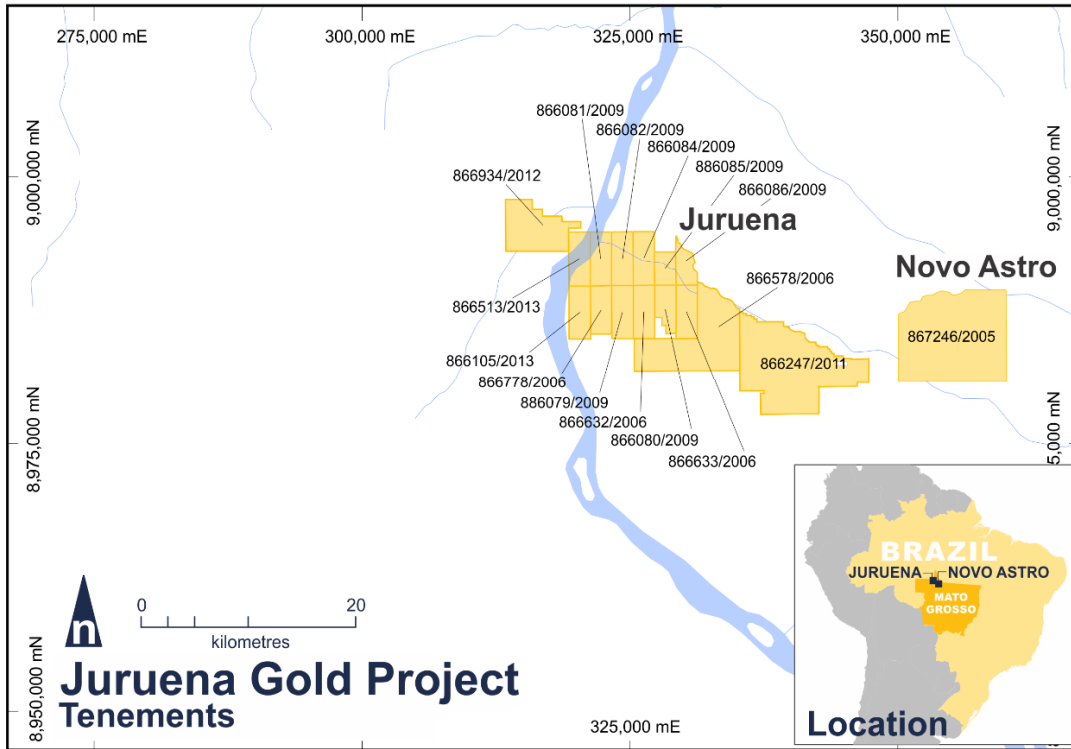 275,000 mE
300,000 mE
325,000 mE
350,000 mE
9,000,000 mN
9,000,000 mN
866081/2009
866082/2009
866084/2009
886085/2009
866086/2009
866934/2012
Juruena
Novo Astro
866578/2006
867246/2005
866513/2013
866105/2013
866247/2011
866778/2006
886079/2009
866632/2006
866080/2009
866633/2006
8,975,000 mN
5,000 mN
BRAZIL
JURUENA
NOVO ASTRO
MATO
GROSSO
Location
0
20
kilometres
n
Juruena Gold Project
Tenements
8,950,000 mN
325,000 mE